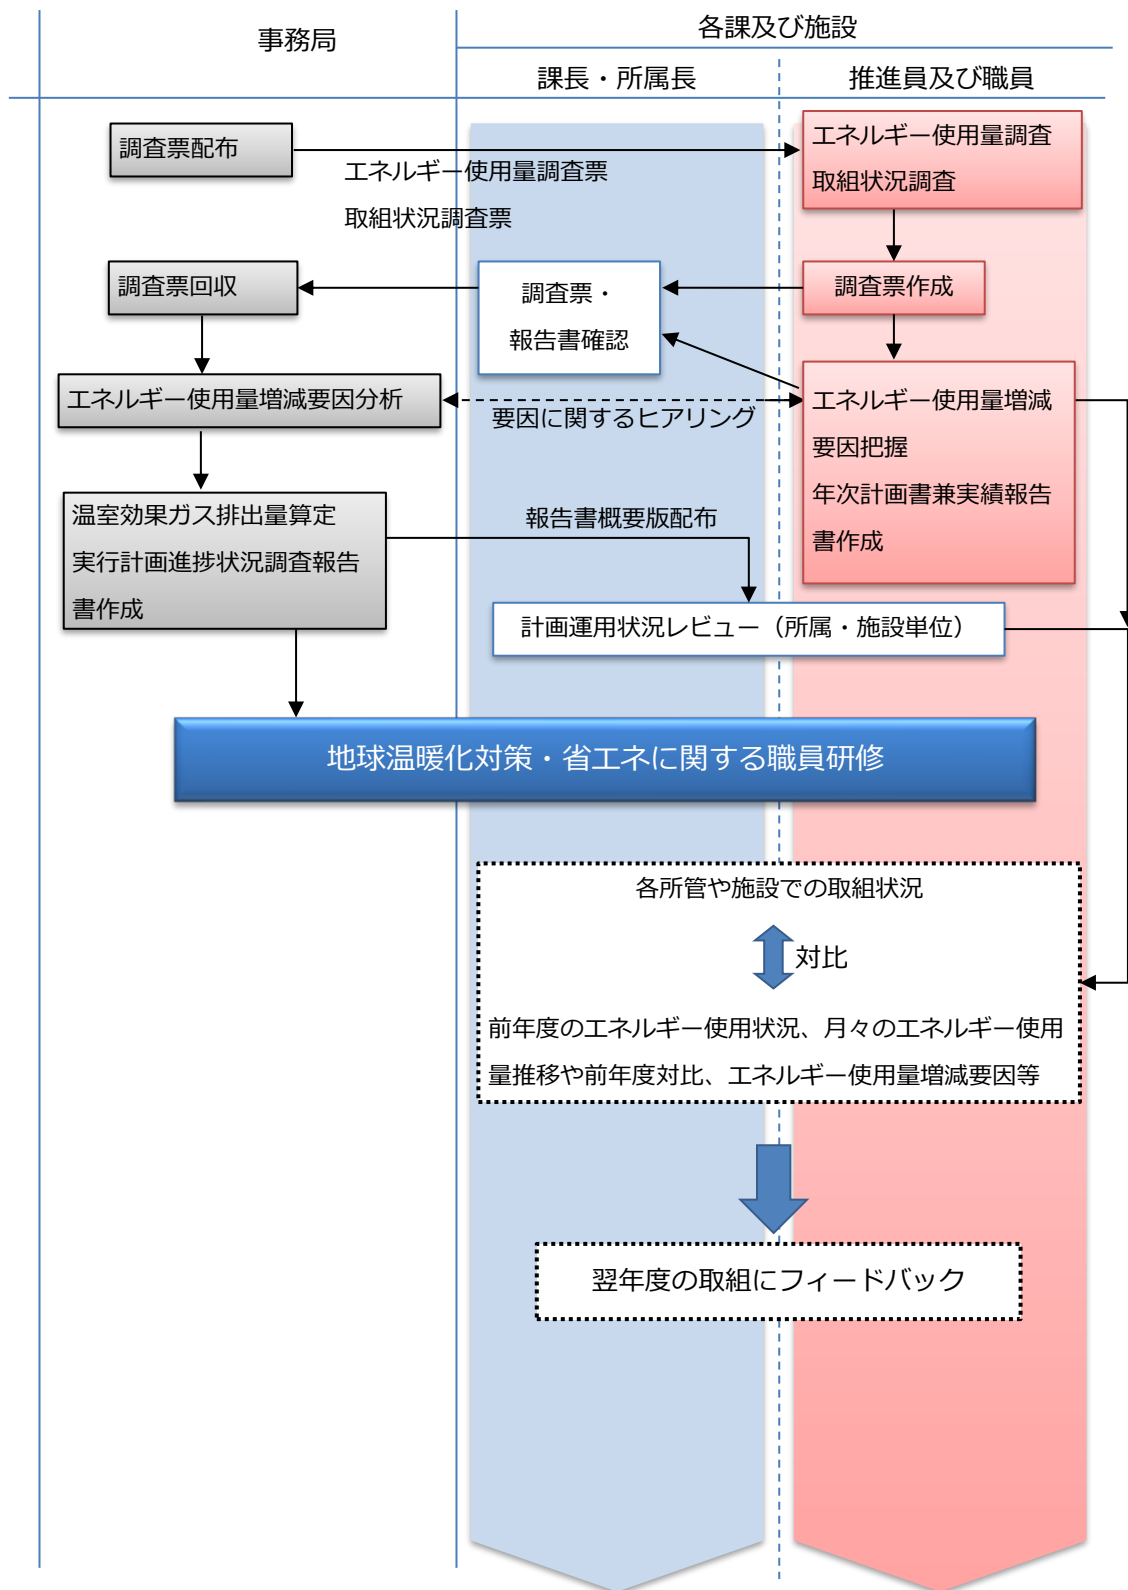 事務局
各課及び施設
課長・所属長
推進員及び職員
調査票配布
エネルギー使用量調査票
取組状況調査票
エネルギー使用量調査
取組状況調査
調査票回収
調査票・
報告書確認
調査票作成
エネルギー使用量増減要因分析
要因に関するヒアリング
エネルギー使用量増減
要因把握
年次計画書兼実績報告
書作成
温室効果ガス排出量算定
実行計画進捗状況調査報告
書作成
報告書概要版配布
計画運用状況レビュー（所属・施設単位）
地球温暖化対策・省エネに関する職員研修
各所管や施設での取組状況
対比
前年度のエネルギー使用状況、月々のエネルギー使用
量推移や前年度対比、エネルギー使用量増減要因等
翌年度の取組にフィードバック